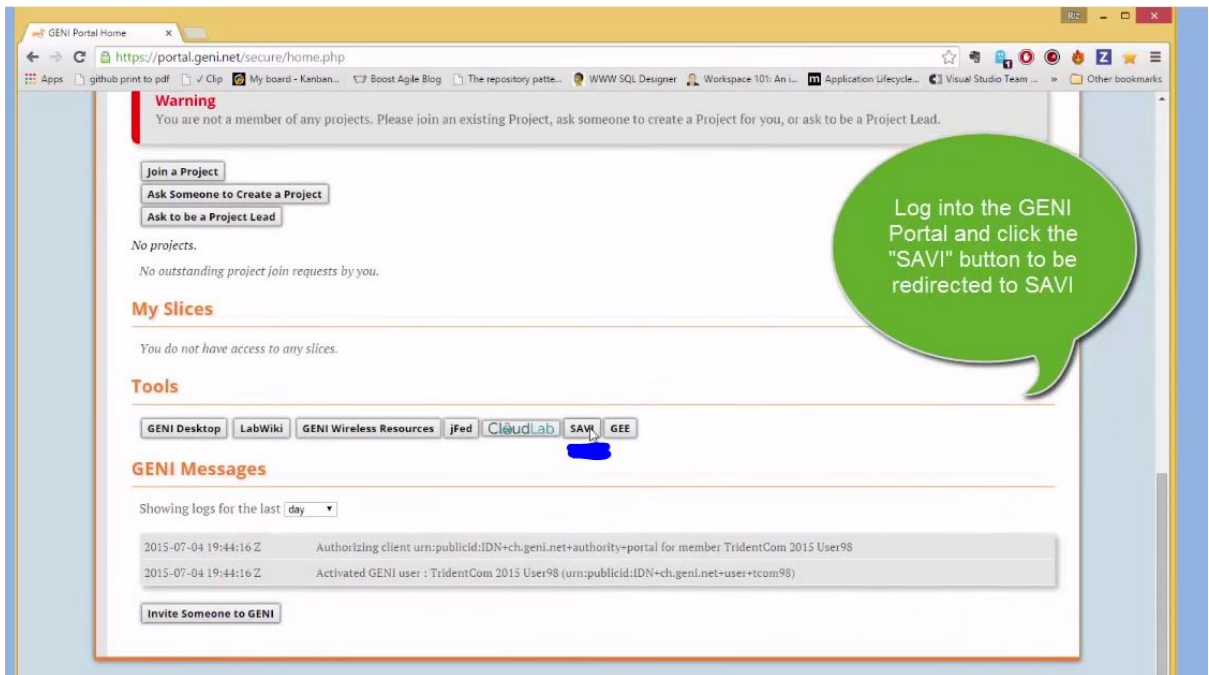 GENI Portal Home
Riz
https://portal.geni.net/secure/home.php
Apps github print to pdf ✓ Clip My board - Kanban... Boost Agile Blog The repository patte... WWW SQL Designer Workspace 101: An i... Application Lifecycle... Visual Studio Team ... » Other bookmarks
Warning
You are not a member of any projects. Please join an existing Project, ask someone to create a Project for you, or ask to be a Project Lead.
Join a Project
Ask Someone to Create a Project
Ask to be a Project Lead
No projects.
No outstanding project join requests by you.
Log into the GENI
Portal and click the
"SAVI" button to be
redirected to SAVI
My Slices
You do not have access to any slices.
Tools
GENI Desktop LabWiki GENI Wireless Resources jFed CloudLab SAVI GEE
GENI Messages
Showing logs for the last day
2015-07-04 19:44:16 Z Authorizing client urn:publicid:IDN+ch.geni.net+authority+portal for member TridentCom 2015 User98
2015-07-04 19:44:16 Z Activated GENI user : TridentCom 2015 User98 (urn:publicid:IDN+ch.geni.net+user+tcom98)
Invite Someone to GENI